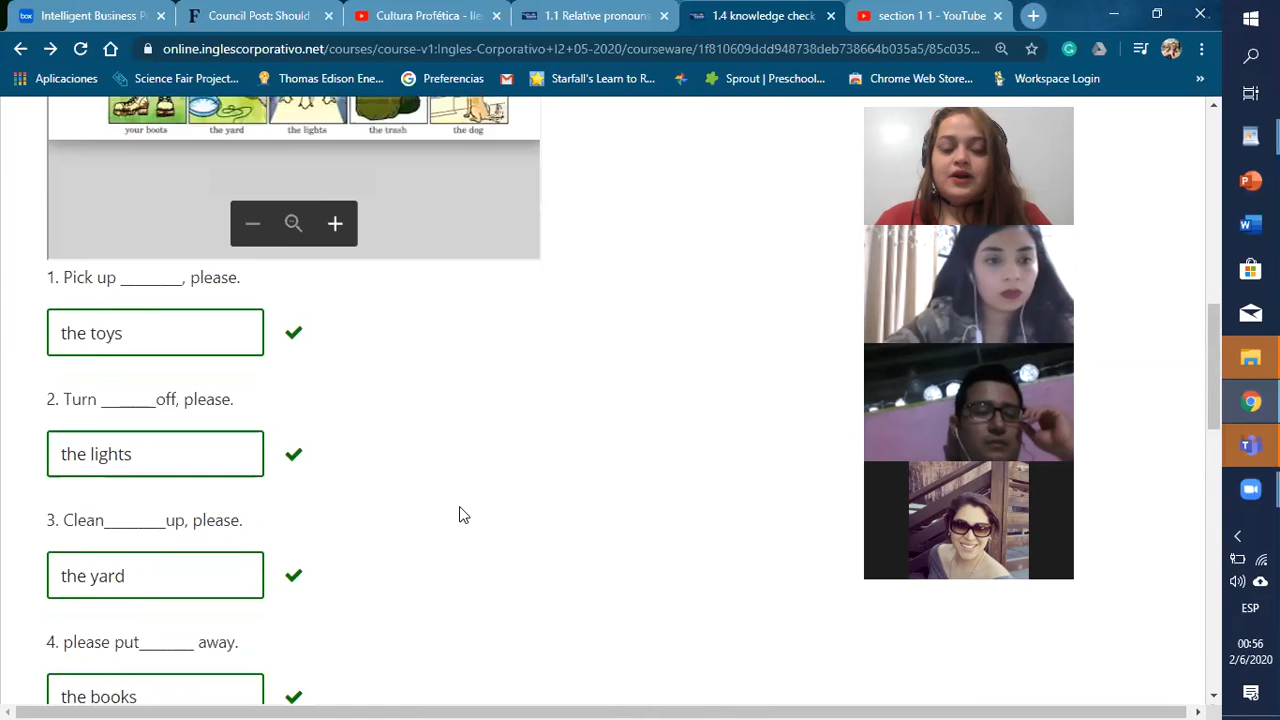 Intelligent Business P
Council Post: Should
Cultura Profética - lie
1.1 Relative pronouns
1.4 knowledge check
section 1 1 - YouTube
online.inglescorporativo.net/courses/course-v1:Ingles-Corporativo+I2+05-2020/courseware/1f810609ddd948738deb738664b035a5/85c035...
Aplicaciones
Science Fair Project...
Thomas Edison Ene...
Preferencias
Starfall's Learn to R...
Sprout | Preschool...
Chrome Web Store...
Workspace Login
»
your boots
the yard
the lights
the trash
the dog
1. Pick up ________, please.
the toys
2. Turn _______off, please.
the lights
3. Clean________up, please.
the yard
4. please put_______ away.
the books
ESP
00:56
2/6/2020